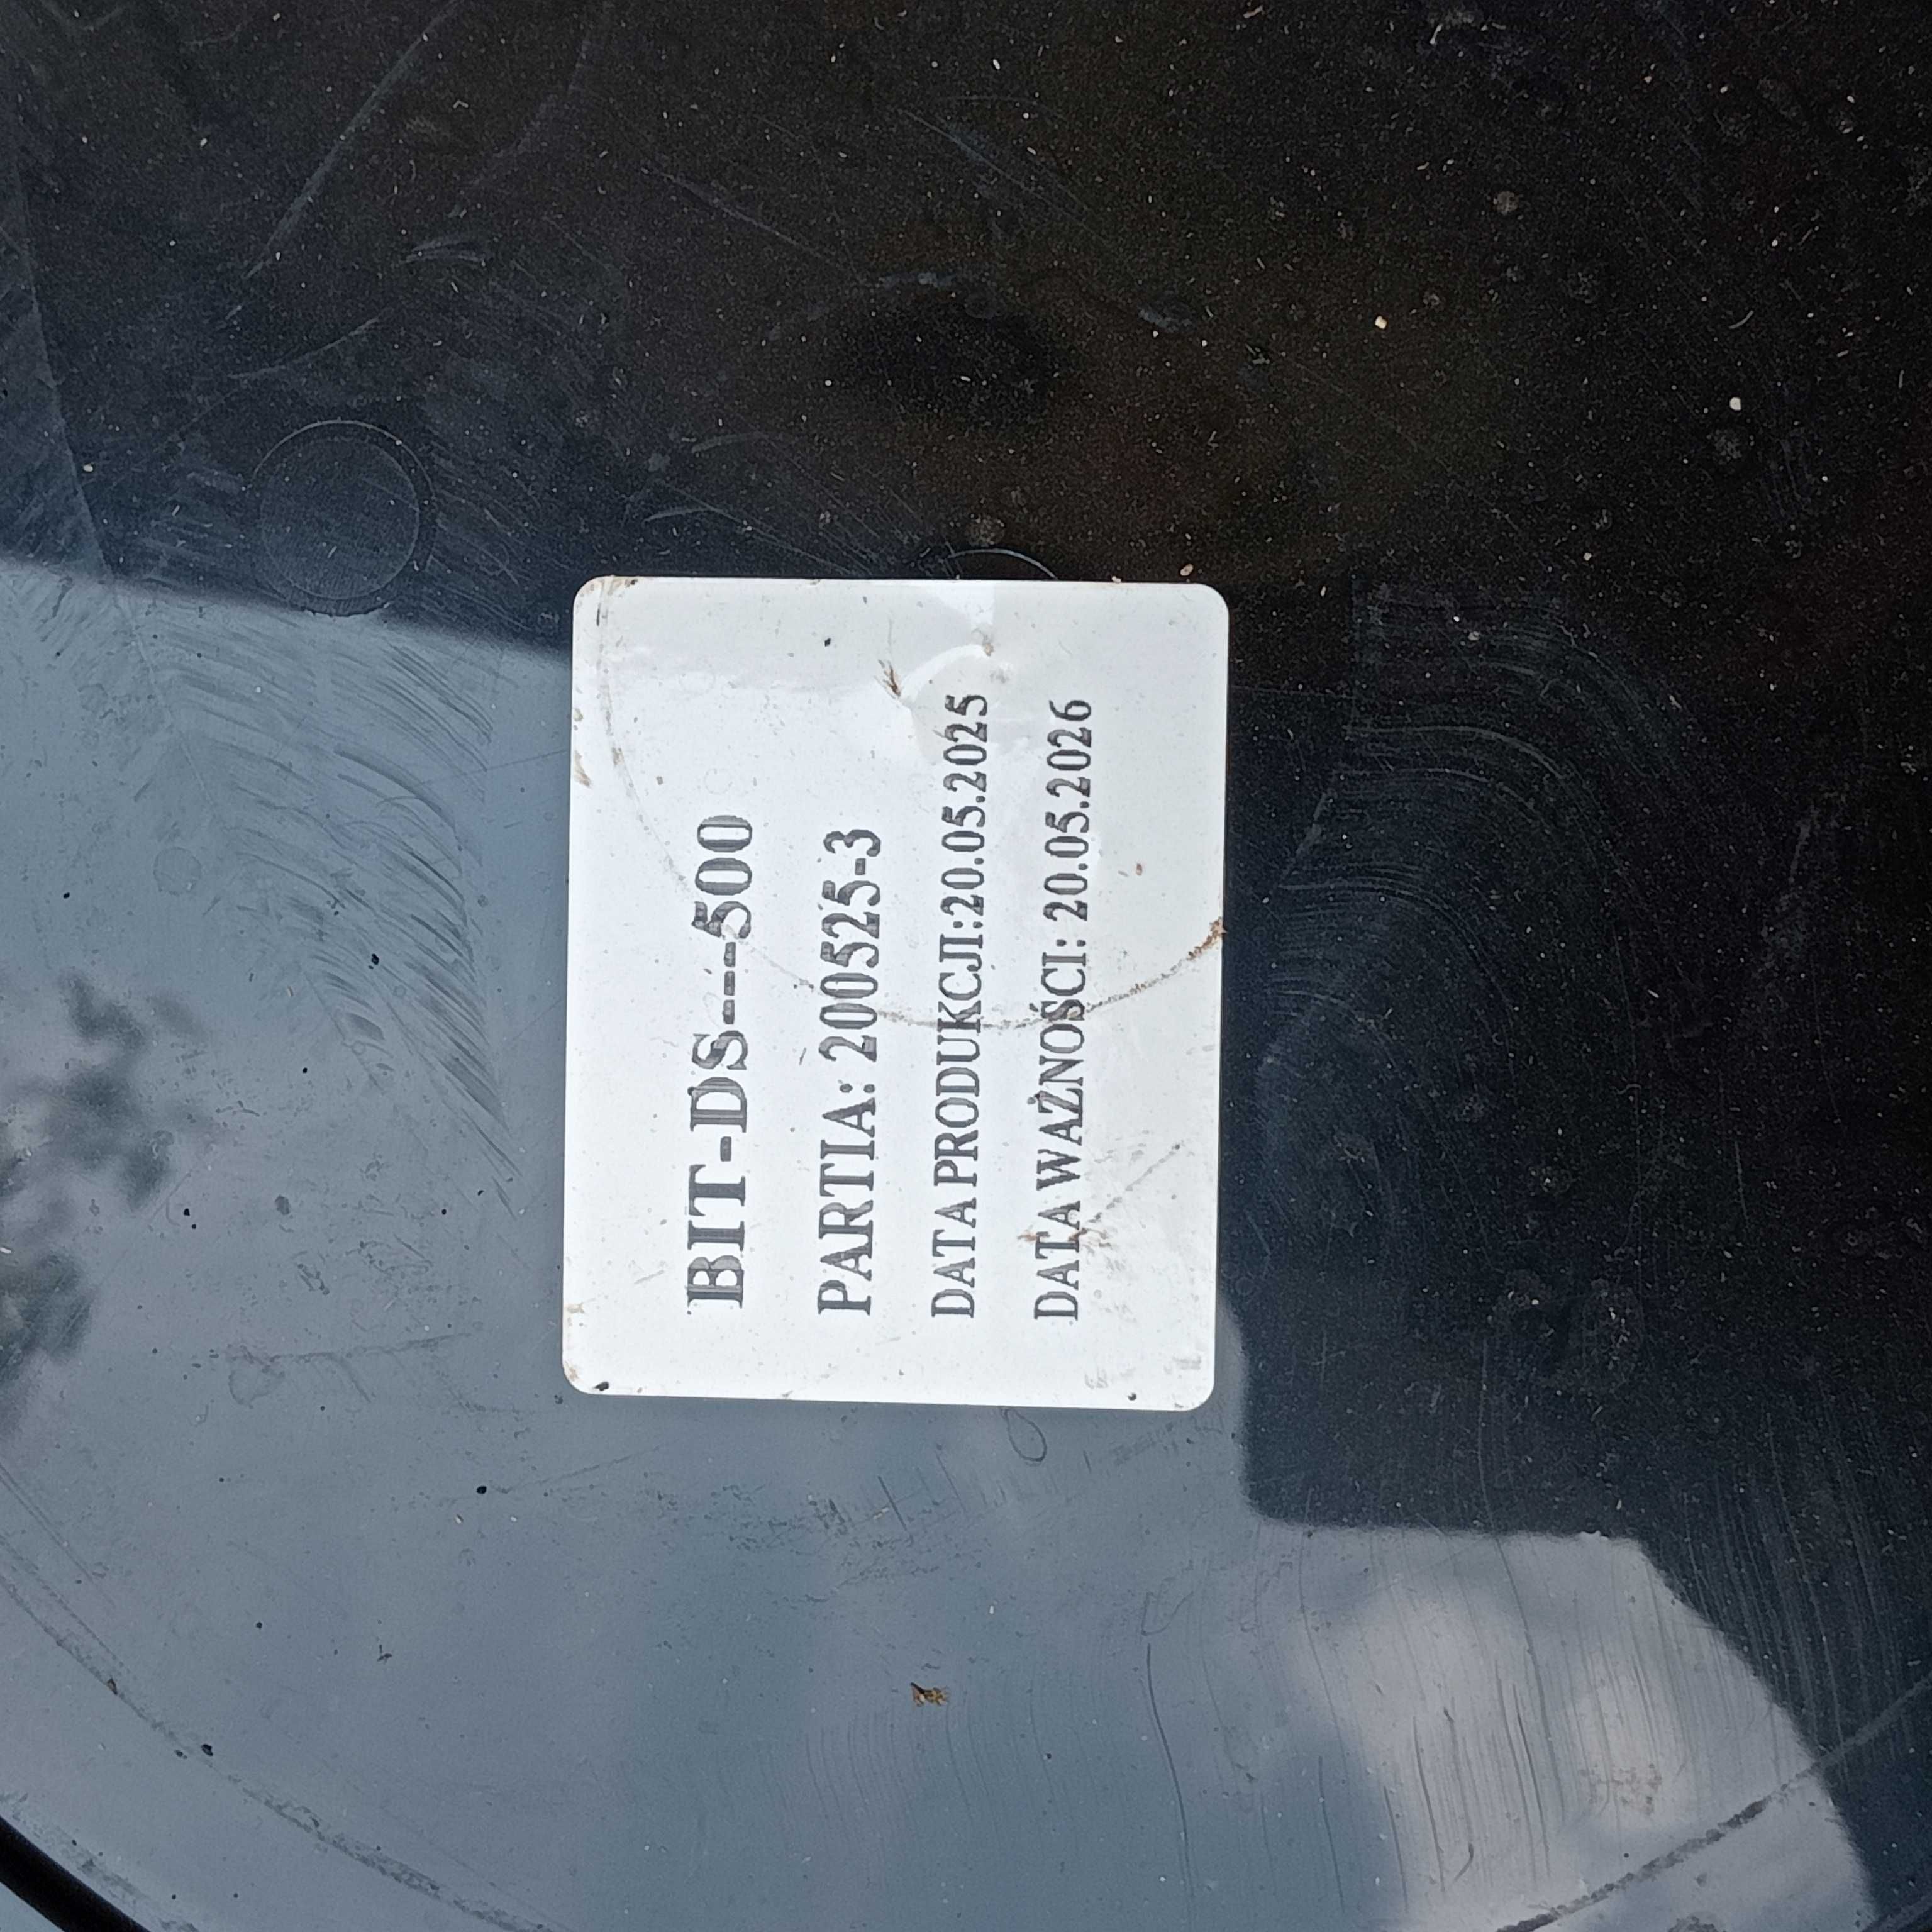 BIT-DS---500
PARTIA: 200525-3
DATA PRODUKCJI:20.05.2025
DATA WAŻNOŚCI: 20.05.2026